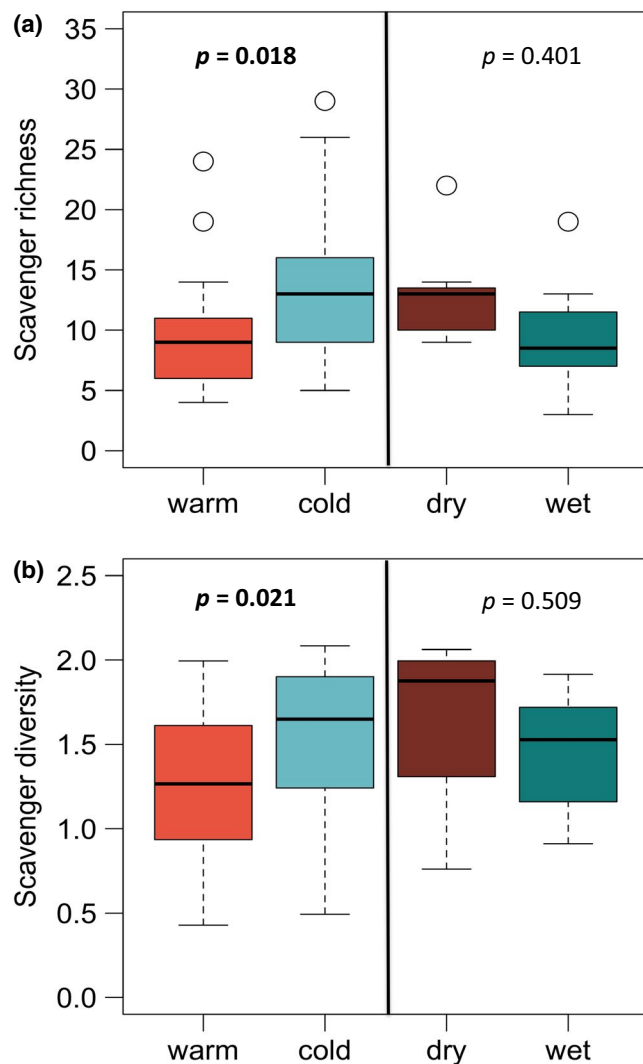 (a)
Scavenger richness
35
30
25
20
15
10
5
0
p = 0.018
p = 0.401
warm cold dry wet
(b)
Scavenger diversity
2.5
2.0
1.5
1.0
0.5
0.0
p = 0.021
p = 0.509
warm cold dry wet